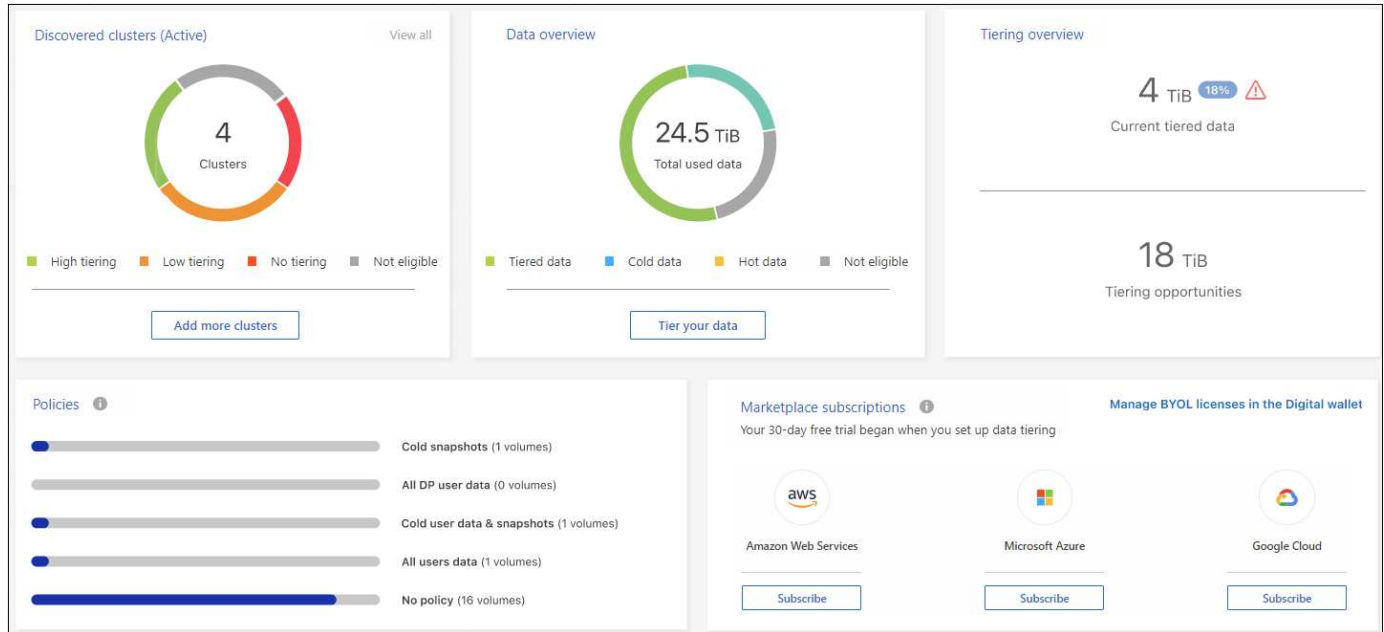 Discovered clusters (Active) View all
4
Clusters
High tiering Low tiering No tiering Not eligible
Add more clusters
Data overview
24.5 TiB
Total used data
Tiered data Cold data Hot data Not eligible
Tier your data
Tiering overview
4 TiB 18%
Current tiered data
18 TiB
Tiering opportunities
Policies
Cold snapshots (1 volumes)
All DP user data (0 volumes)
Cold user data & snapshots (1 volumes)
All users data (1 volumes)
No policy (16 volumes)
Marketplace subscriptions Manage BYOL licenses in the Digital wallet
Your 30-day free trial began when you set up data tiering
aws
Amazon Web Services Microsoft Azure Google Cloud
Subscribe Subscribe Subscribe